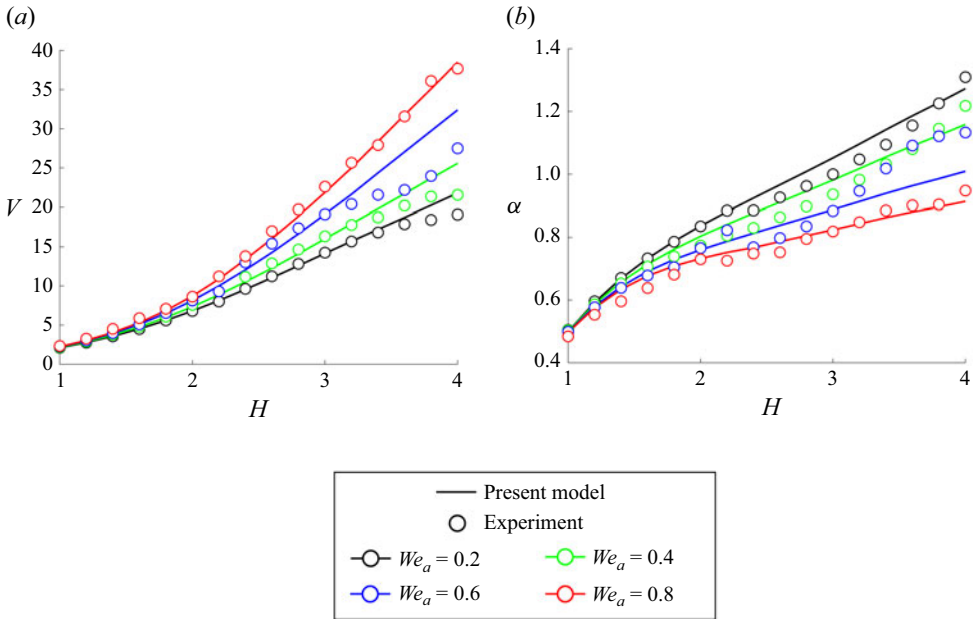 (a)
(b)
V
40
35
30
25
20
15
10
5
0
1
2
3
4
H
α
1.4
1.2
1.0
0.8
0.6
0.4
1
2
3
4
H
Present model
Experiment
We_a = 0.2
We_a = 0.4
We_a = 0.6
We_a = 0.8